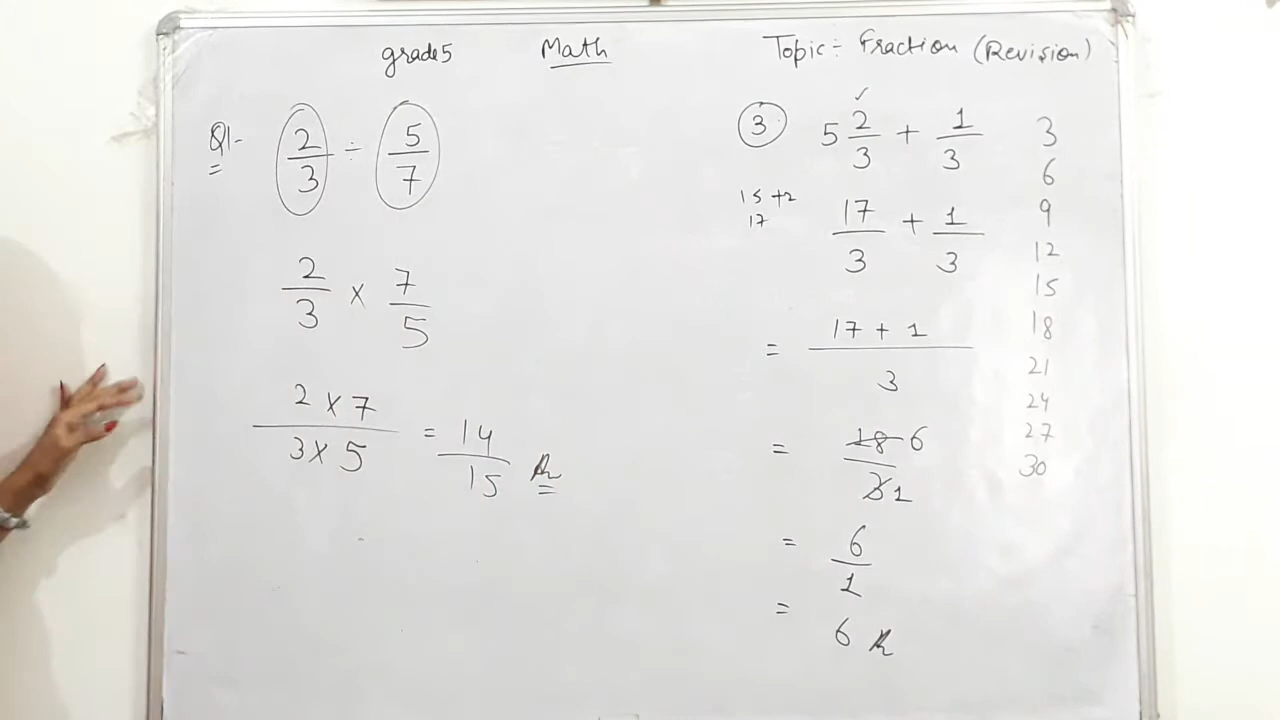 grade5 Math Topic:- Fraction (Revision)
Q1- 2/3 ÷ 5/7
2/3 × 7/5
2 × 7 / 3 × 5 = 14/15
3 5 2/3 + 1/3
15 + 2
17
17/3 + 1/3
= 17 + 1 / 3
= 18 6 / 3 1
= 6/1
= 6
3
6
9
12
15
18
21
24
27
30